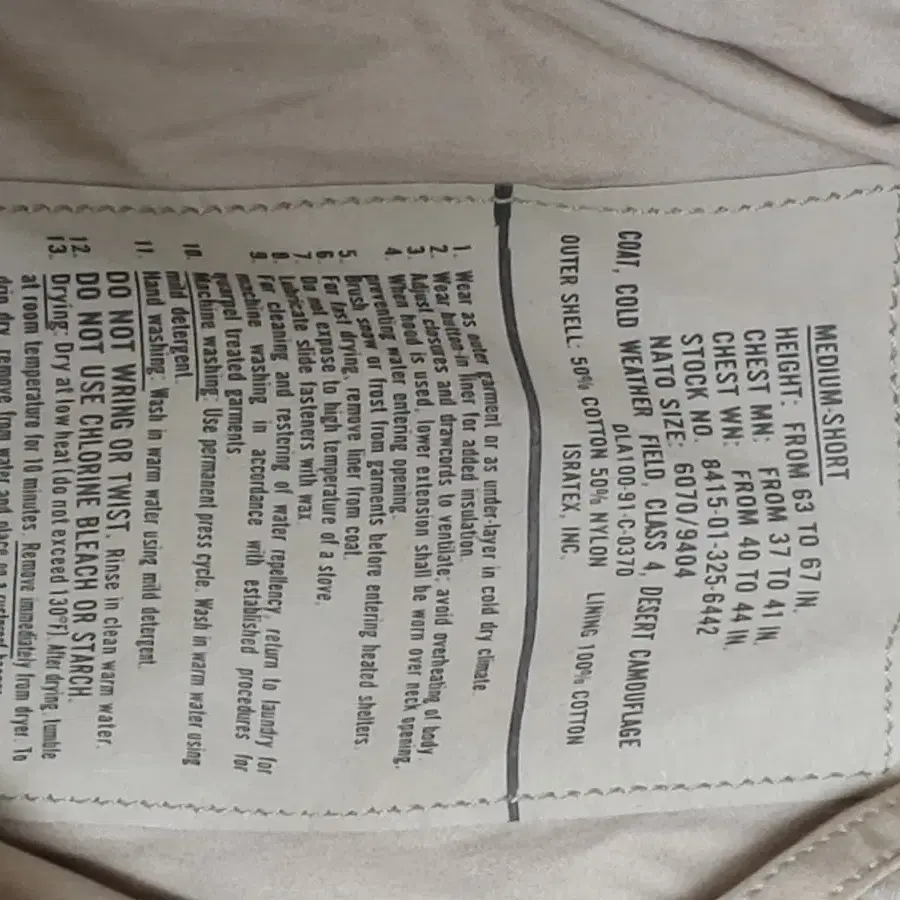 MEDIUM-SHORT
HEIGHT: FROM 63 TO 67 IN.
CHEST MN: FROM 37 TO 41 IN.
CHEST WN: FROM 40 TO 44 IN.
STOCK NO. 8415-01-325-6442
NATO SIZE: 6070/9404
COAT, COLD WEATHER FIELD, CLASS 4, DESERT CAMOUFLAGE
DLA100-91-C-0370
ISRATEX, INC.
OUTER SHELL: 50% COTTON 50% NYLON LINING 100% COTTON
1. Wear as outer garment or as under-layer in cold dry climate
2. Wear button-in liner for added insulation.
3. Adjust closures and drawcords to ventilate; avoid overheating of body.
4. When hood is used, lower extension shall be worn over neck opening,
preventing water entering opening.
5. Brush snow or frost from garments before entering heated shelters.
6. For fast drying, remove liner from coat.
7. Do not expose to high temperature of a stove.
8. Lubricate slide fasteners with wax.
9. For cleaning and restoring of water repellency, return to laundry for
machine washing in accordance with established procedures for
quarpel treated garments.
10. Machine washing: Use permanent press cycle. Wash in warm water using
mild detergent.
11. Hand washing: Wash in warm water using mild detergent.
DO NOT WRING OR TWIST. Rinse in clean warm water.
12. DO NOT USE CHLORINE BLEACH OR STARCH.
13. Drying: Dry at low heat (do not exceed 130°F). After drying, tumble
at room temperature for 10 minutes. Remove immediately from dryer. To
drip dry, remove from water and place on a rustproof hanger